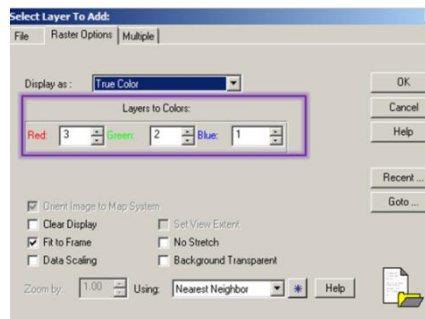 Select Layer To Add:
File Raster Options Multiple
Display as : True Color OK
Layers to Colors: Cancel
Red: 3 Green: 2 Blue: 1 Help
Recent ...
Orient Image to Map System Goto ...
Clear Display Set View Extent
Fit to Frame No Stretch
Data Scaling Background Transparent
Zoom by: 1.00 Using: Nearest Neighbor Help